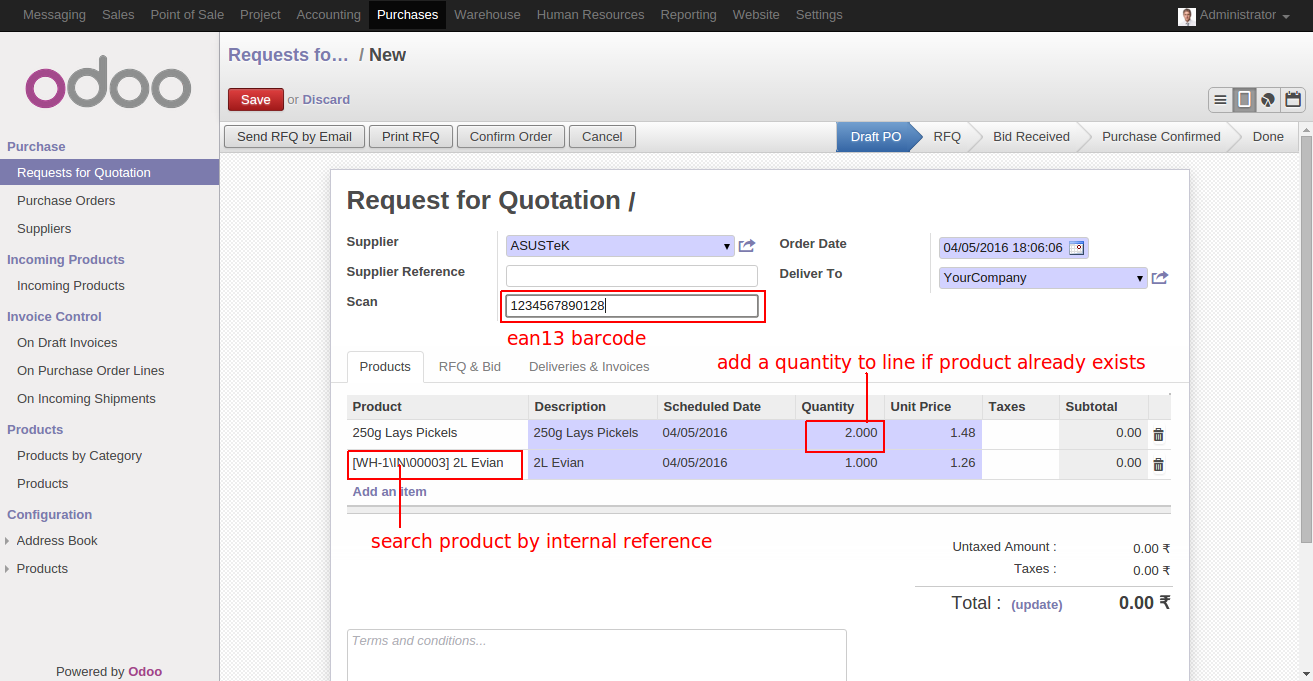 Messaging Sales Point of Sale Project Accounting Purchases Warehouse Human Resources Reporting Website Settings Administrator
odoo
Purchase
Requests for Quotation
Purchase Orders
Suppliers
Incoming Products
Incoming Products
Invoice Control
On Draft Invoices
On Purchase Order Lines
On Incoming Shipments
Products
Products by Category
Products
Configuration
Address Book
Products
Powered by Odoo
Requests fo… / New
Save or Discard
Send RFQ by Email Print RFQ Confirm Order Cancel Draft PO RFQ Bid Received Purchase Confirmed Done
Request for Quotation /
Supplier ASUSTeK Order Date 04/05/2016 18:06:06
Supplier Reference Deliver To YourCompany
Scan 1234567890128
ean13 barcode
add a quantity to line if product already exists
Products RFQ & Bid Deliveries & Invoices
Product Description Scheduled Date Quantity Unit Price Taxes Subtotal
250g Lays Pickels 250g Lays Pickels 04/05/2016 2.000 1.48 0.00
[WH-1\IN\00003] 2L Evian 2L Evian 04/05/2016 1.000 1.26 0.00
Add an item
search product by internal reference
Untaxed Amount : 0.00 ₹
Taxes : 0.00 ₹
Total : (update) 0.00 ₹
Terms and conditions...